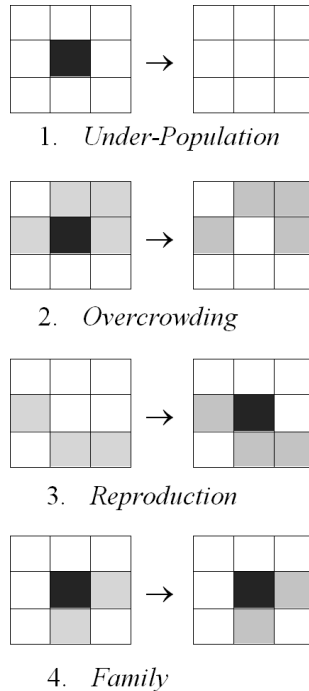 1. Under-Population
2. Overcrowding
3. Reproduction
4. Family